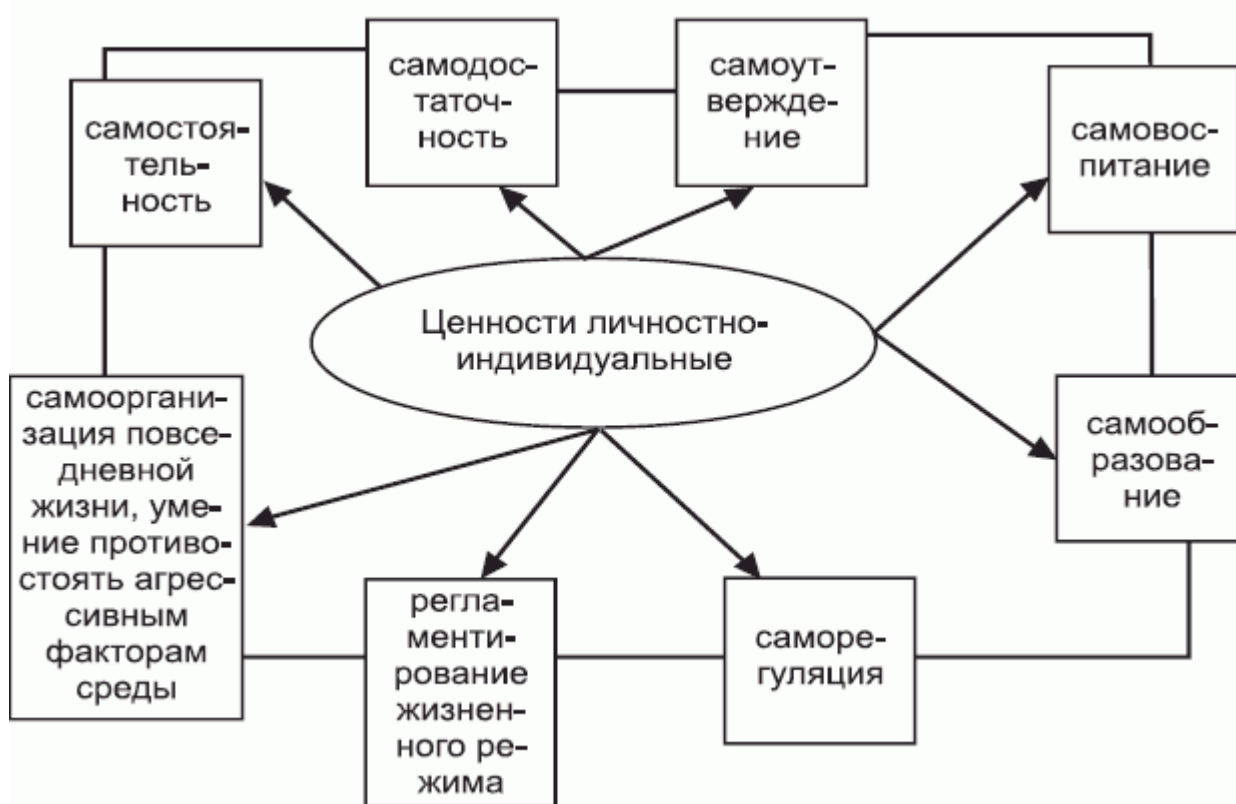 самостоя-
тель-
ность
самодос-
таточ-
ность
самоут-
вержде-
ние
самовос-
питание
Ценности личностно-
индивидуальные
самооргани-
зация повсе-
дневной
жизни, уме-
ние противо-
стоять агрес-
сивным
факторам
среды
регла-
ментиро-
рование
жизнен-
ного ре-
жима
саморе-
гуляция
самооб-
разова-
ние